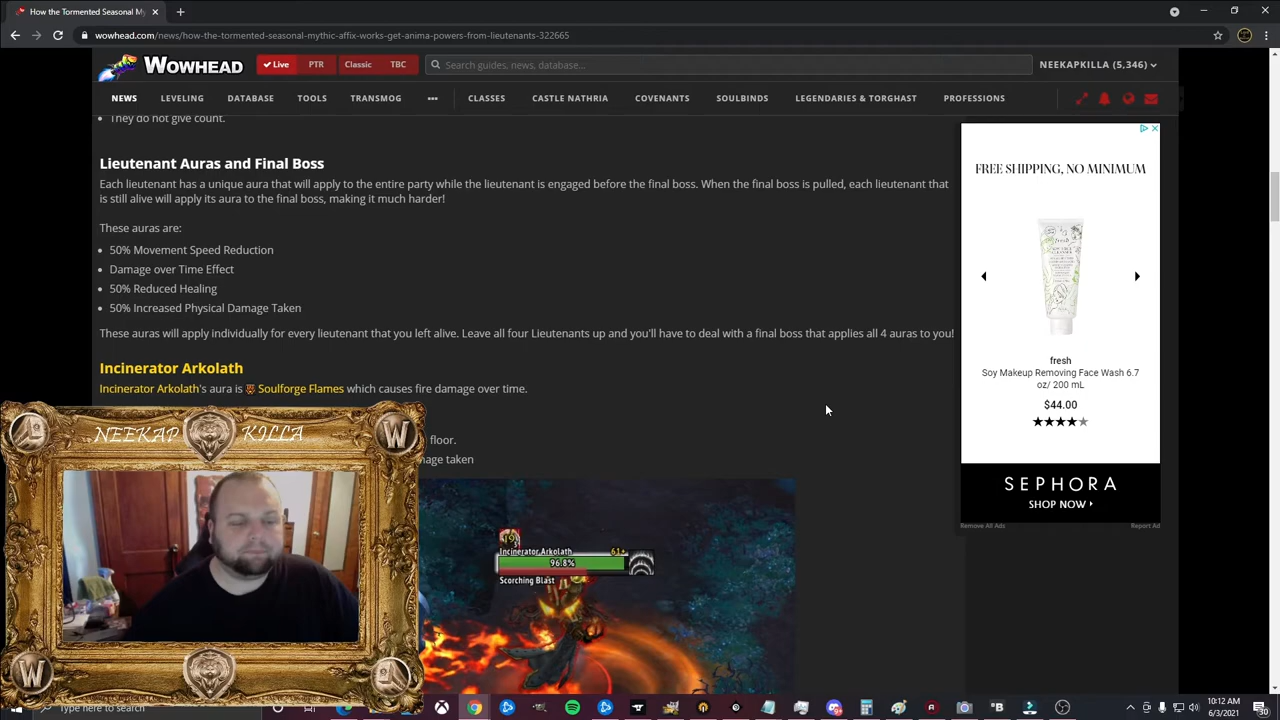 How the Tormented Seasonal My
wowhead.com/news/how-the-tormented-seasonal-mythic-affix-works-get-anima-powers-from-lieutenants-322665
WOWHEAD
Live PTR Classic TBC
Search guides, news, database...
NEEKAPKILLA (5,346)
NEWS LEVELING DATABASE TOOLS TRANSMOG ••• CLASSES CASTLE NATHRIA COVENANTS SOULBINDS LEGENDARIES & TORGHAST PROFESSIONS
They do not give count.
Lieutenant Auras and Final Boss
Each lieutenant has a unique aura that will apply to the entire party while the lieutenant is engaged before the final boss. When the final boss is pulled, each lieutenant that
is still alive will apply its aura to the final boss, making it much harder!
These auras are:
50% Movement Speed Reduction
Damage over Time Effect
50% Reduced Healing
50% Increased Physical Damage Taken
These auras will apply individually for every lieutenant that you left alive. Leave all four Lieutenants up and you'll have to deal with a final boss that applies all 4 auras to you!
Incinerator Arkolath
Incinerator Arkolath's aura is Soulforge Flames which causes fire damage over time.
floor.
mage taken
FREE SHIPPING, NO MINIMUM
fresh
Soy Makeup Removing Face Wash 6.7
oz/ 200 mL
$44.00
SEPHORA
SHOP NOW
Remove All Ads
Report Ad
NEEKAP KILLA
W
W
Incinerator Arkolath 61+
96.8%
Scorching Blast
Type here to search
10:12 AM
6/3/2021